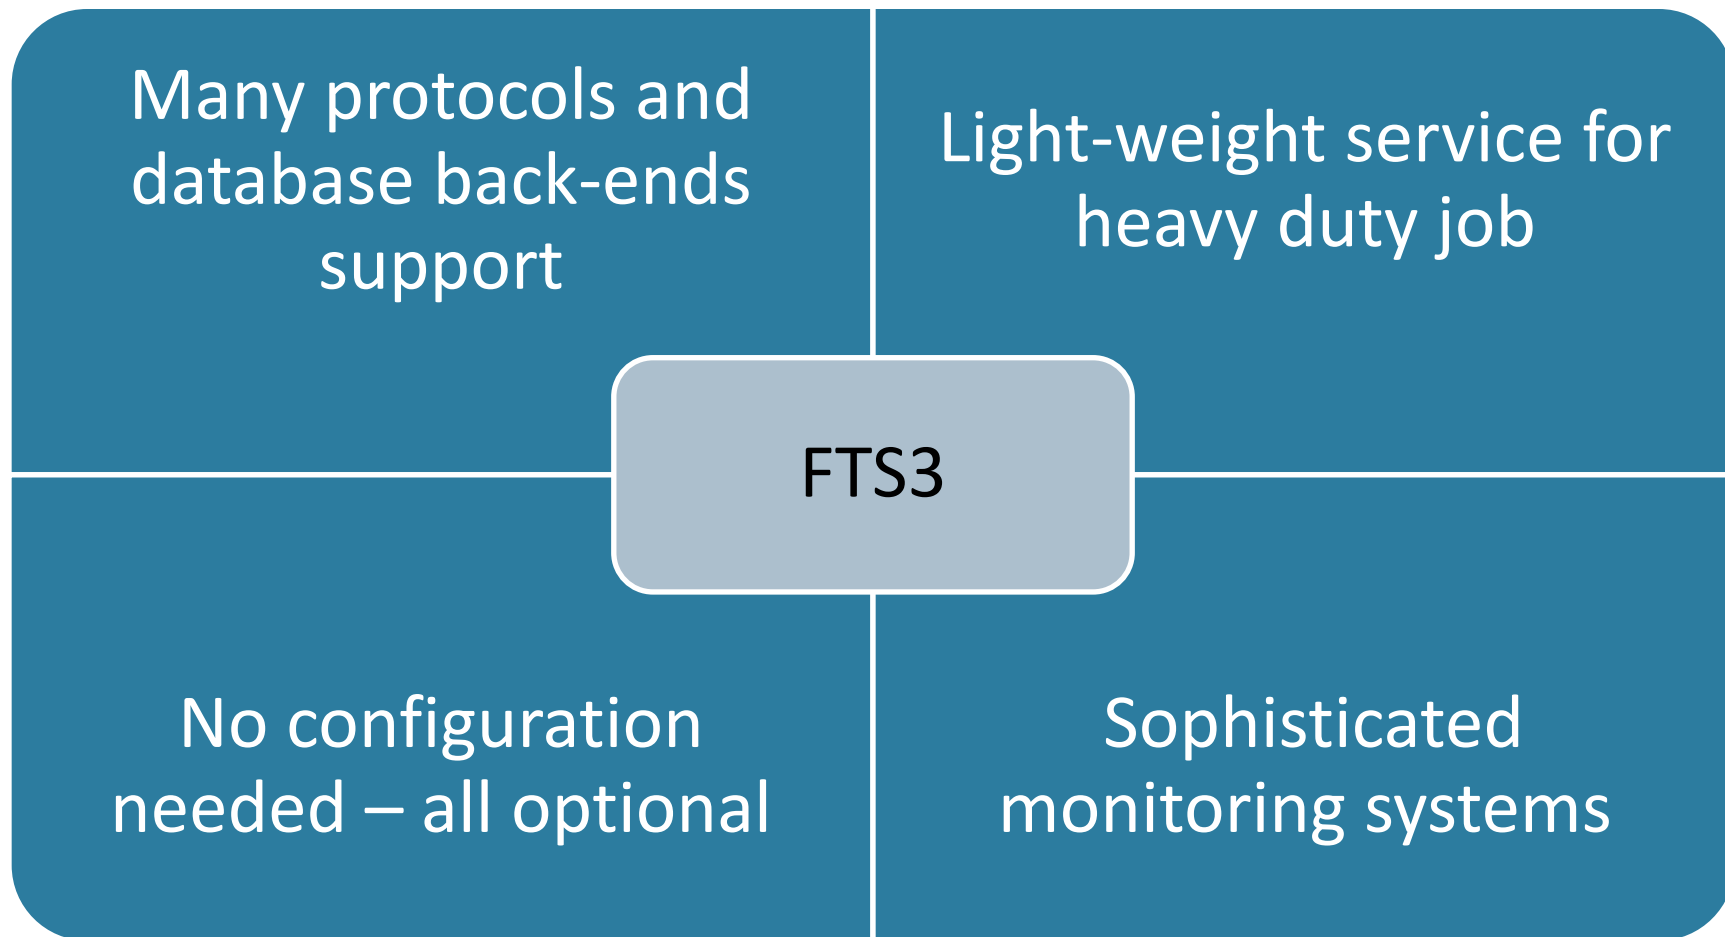 Many protocols and
database back-ends
support
Light-weight service for
heavy duty job
FTS3
No configuration
needed – all optional
Sophisticated
monitoring systems